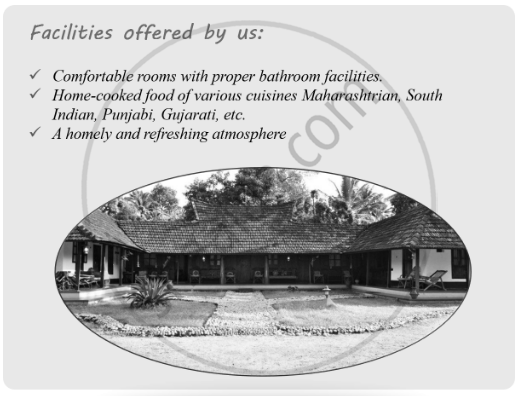 Facilities offered by us:
✓ Comfortable rooms with proper bathroom facilities.
✓ Home-cooked food of various cuisines Maharashtrian, South
Indian, Punjabi, Gujarati, etc.
✓ A homely and refreshing atmosphere
.com